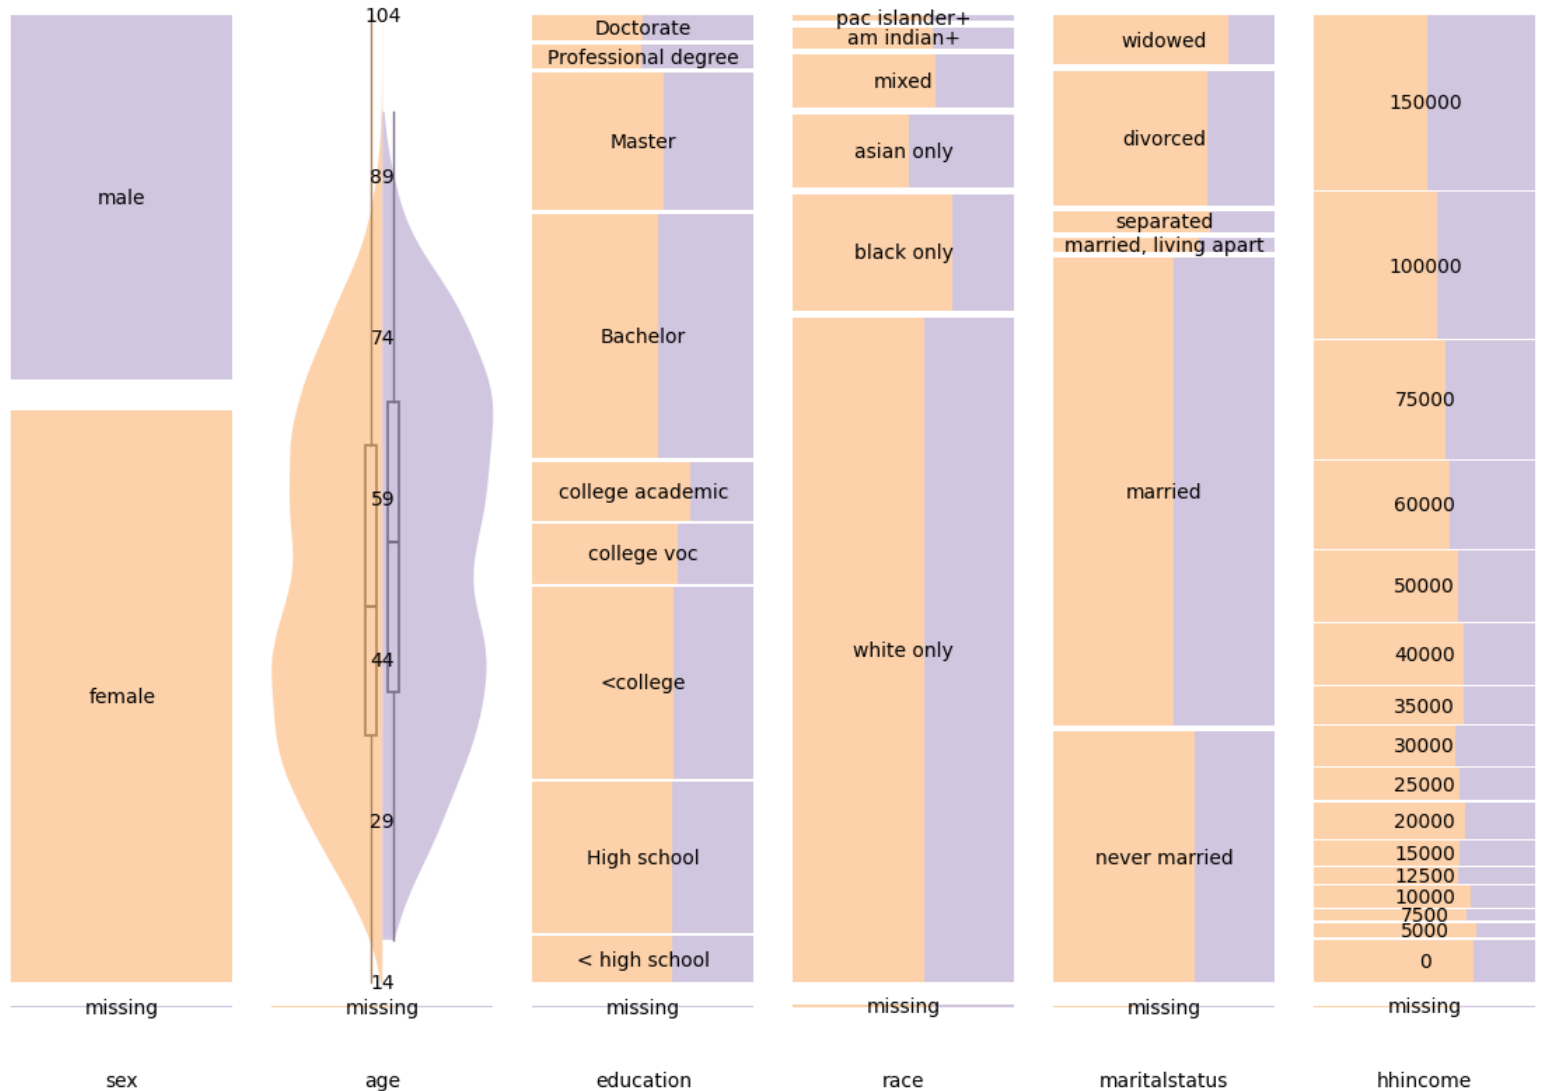 male
female
missing
sex
104
89
74
59
44
29
14
missing
age
Doctorate
Professional degree
Master
Bachelor
college academic
college voc
<college
High school
< high school
missing
education
pac islander+
am indian+
mixed
asian only
black only
white only
missing
race
widowed
divorced
separated
married, living apart
married
never married
missing
maritalstatus
150000
100000
75000
60000
50000
40000
35000
30000
25000
20000
15000
12500
10000
7500
5000
0
missing
hhincome